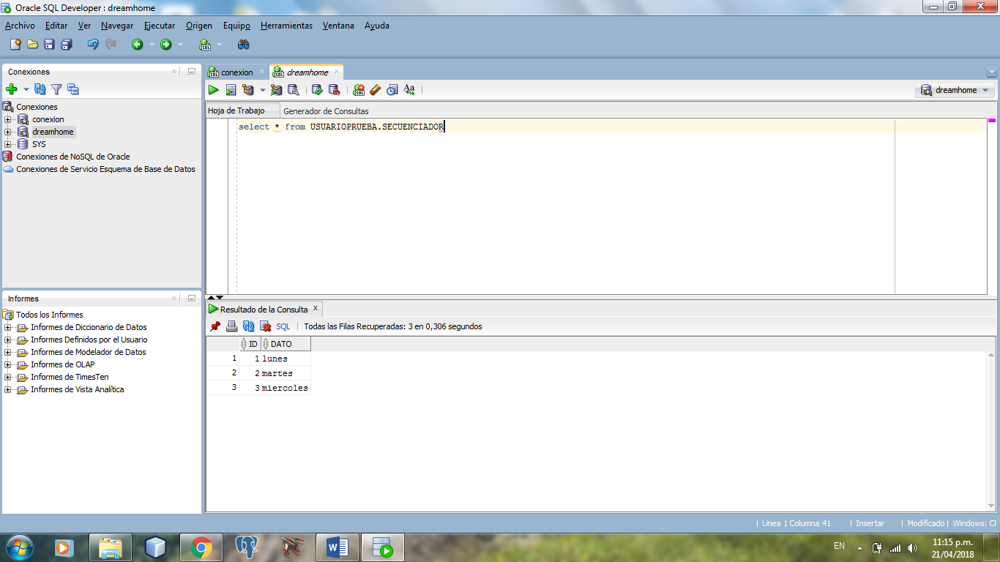 Oracle SQL Developer : dreamhome
Archivo Editar Ver Navegar Ejecutar Origen Equipo Herramientas Ventana Ayuda
Conexiones
Conexiones
conexion
dreamhome
SYS
Conexiones de NoSQL de Oracle
Conexiones de Servicio Esquema de Base de Datos
Informes
Todos los Informes
Informes de Diccionario de Datos
Informes Definidos por el Usuario
Informes de Modelador de Datos
Informes de OLAP
Informes de TimesTen
Informes de Vista Analítica
conexion dreamhome
dreamhome
Hoja de Trabajo Generador de Consultas
select * from USUARIOPRUEBA.SECUENCIADOR
Resultado de la Consulta
SQL | Todas las Filas Recuperadas: 3 en 0,306 segundos
ID DATO
1 1 lunes
2 2 martes
3 3 miercoles
| Línea 1 Columna 41 | Insertar | Modificado | Windows: CF
EN
11:15 p.m.
21/04/2018